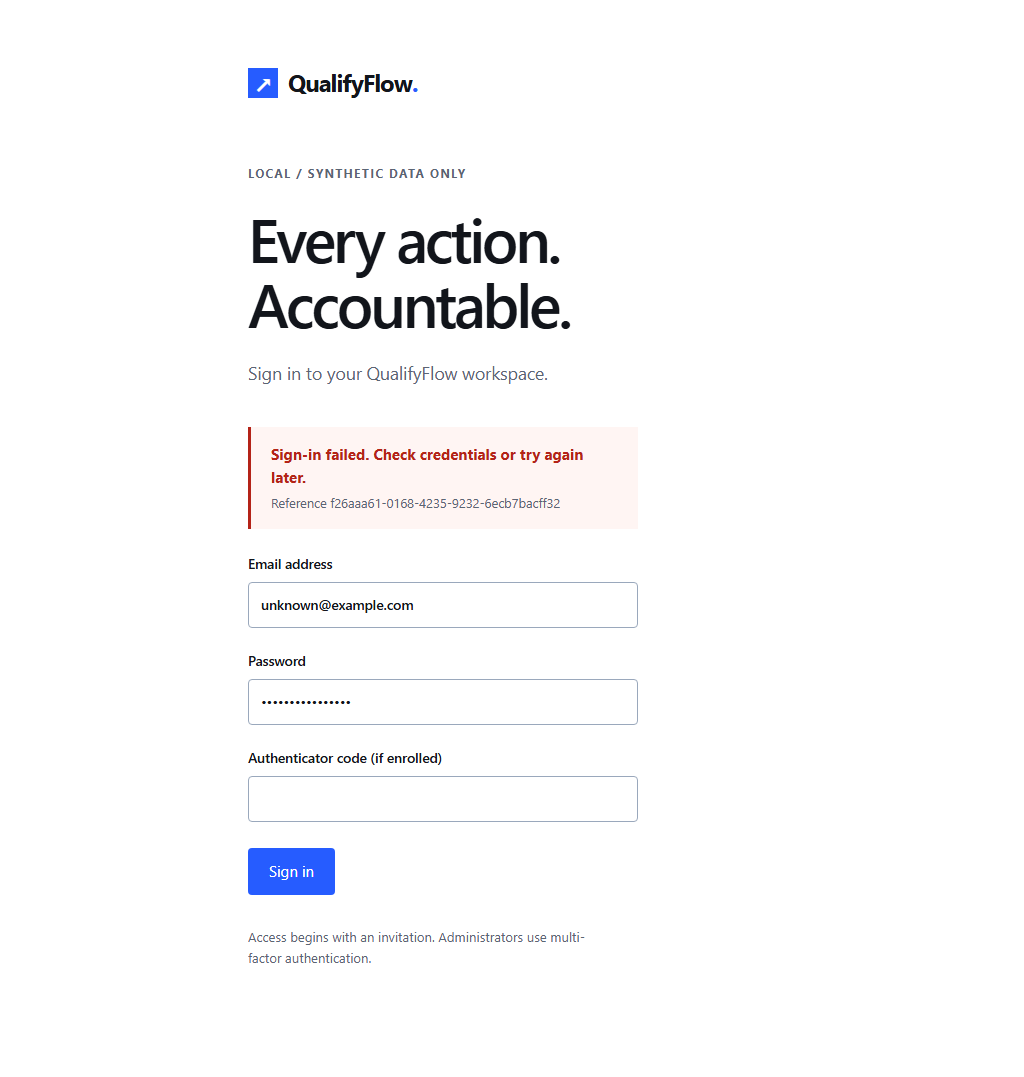 QualifyFlow.
LOCAL / SYNTHETIC DATA ONLY
Every action.
Accountable.
Sign in to your QualifyFlow workspace.
Sign-in failed. Check credentials or try again
later.
Reference f26aaa61-0168-4235-9232-6ecb7bacff32
Email address
unknown@example.com
Password
••••••••••••••••
Authenticator code (if enrolled)
Sign in
Access begins with an invitation. Administrators use multi-
factor authentication.